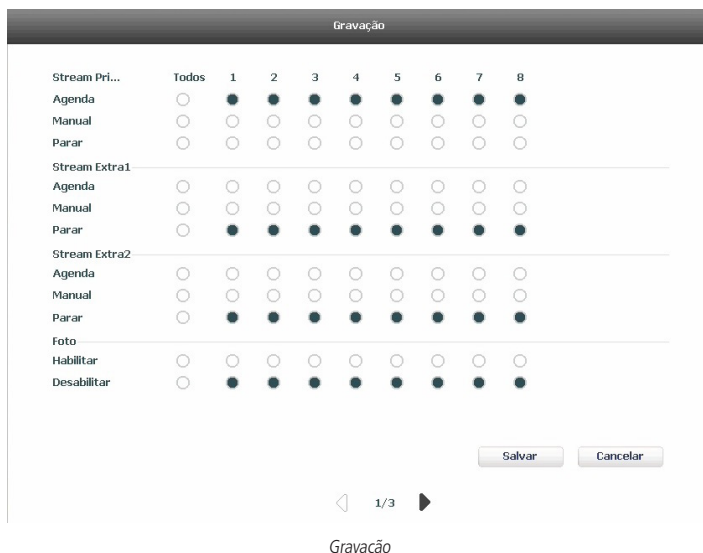 Gravação
Stream Pri... Todos 1 2 3 4 5 6 7 8
Agenda
Manual
Parar
Stream Extra1
Agenda
Manual
Parar
Stream Extra2
Agenda
Manual
Parar
Foto
Habilitar
Desabilitar
Salvar Cancelar
1/3
Gravação